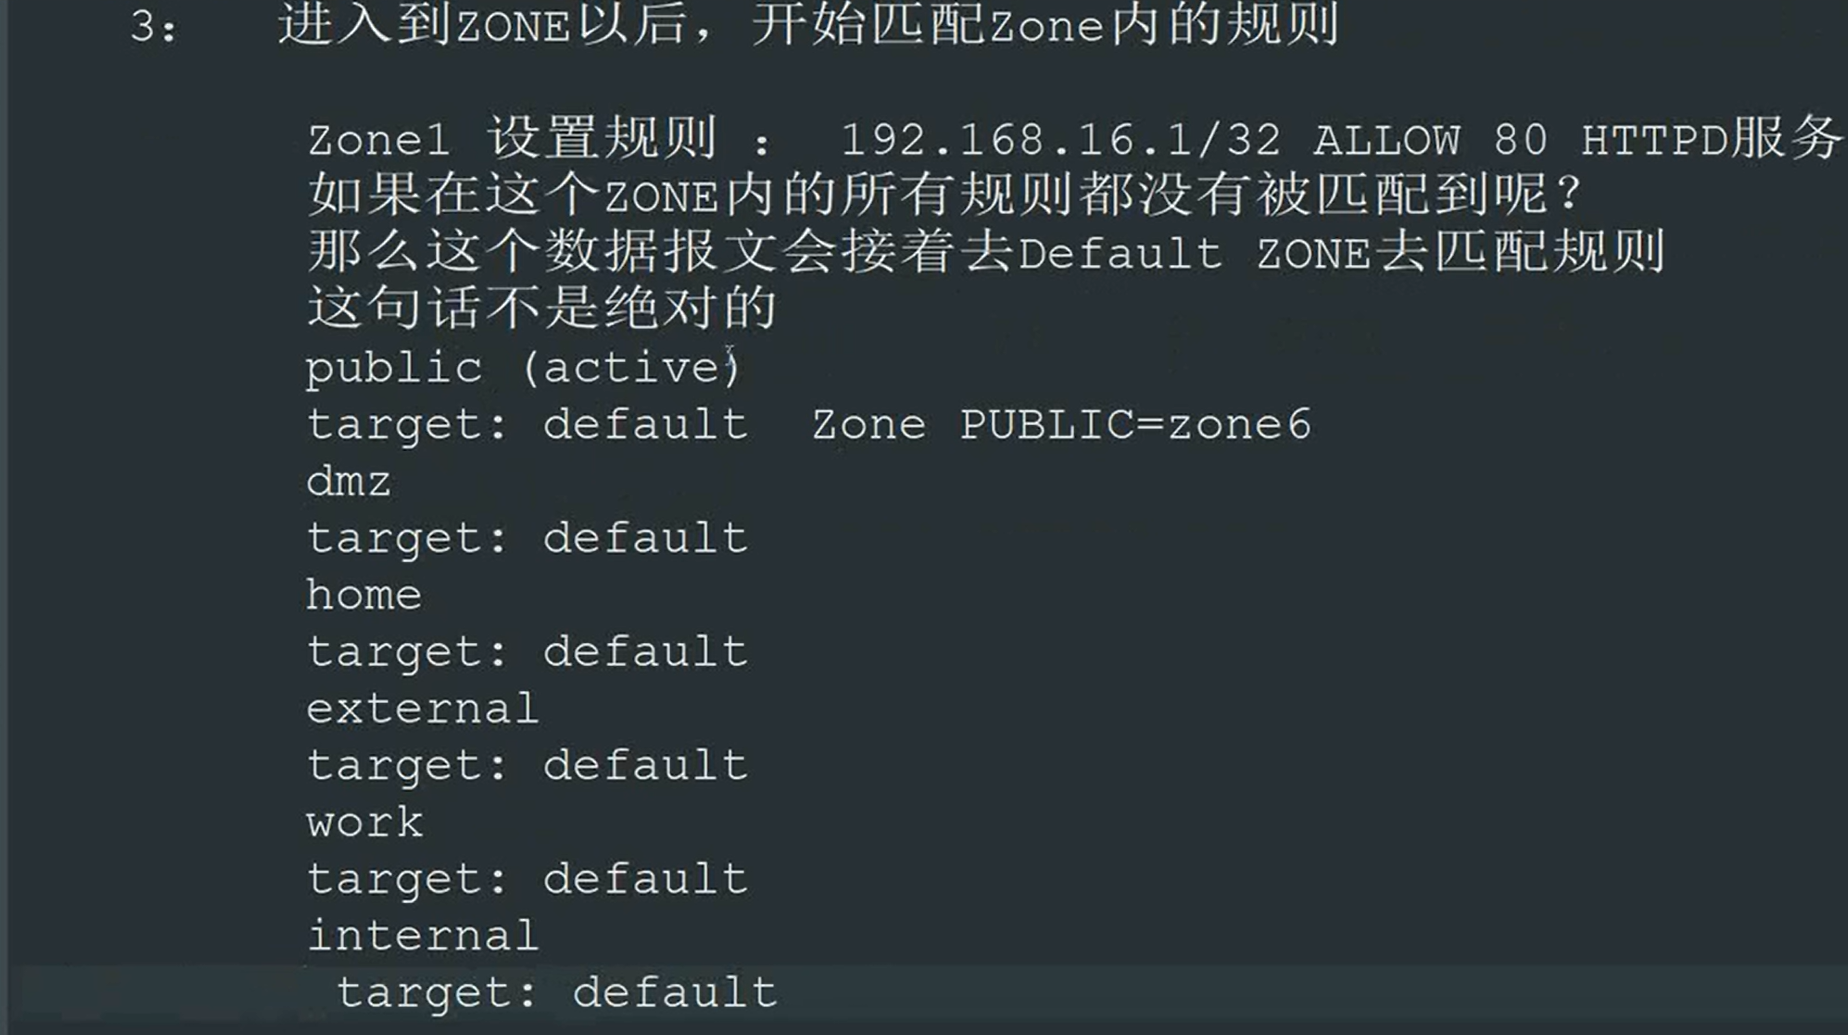 3： 进入到ZONE以后，开始匹配Zone内的规则
Zone1 设置规则 ： 192.168.16.1/32 ALLOW 80 HTTPD服务
如果在这个ZONE内的所有规则都没有被匹配到呢？
那么这个数据报文会接着去Default ZONE去匹配规则
这句话不是绝对的
public (active)
target: default Zone PUBLIC=zone6
dmz
target: default
home
target: default
external
target: default
work
target: default
internal
target: default